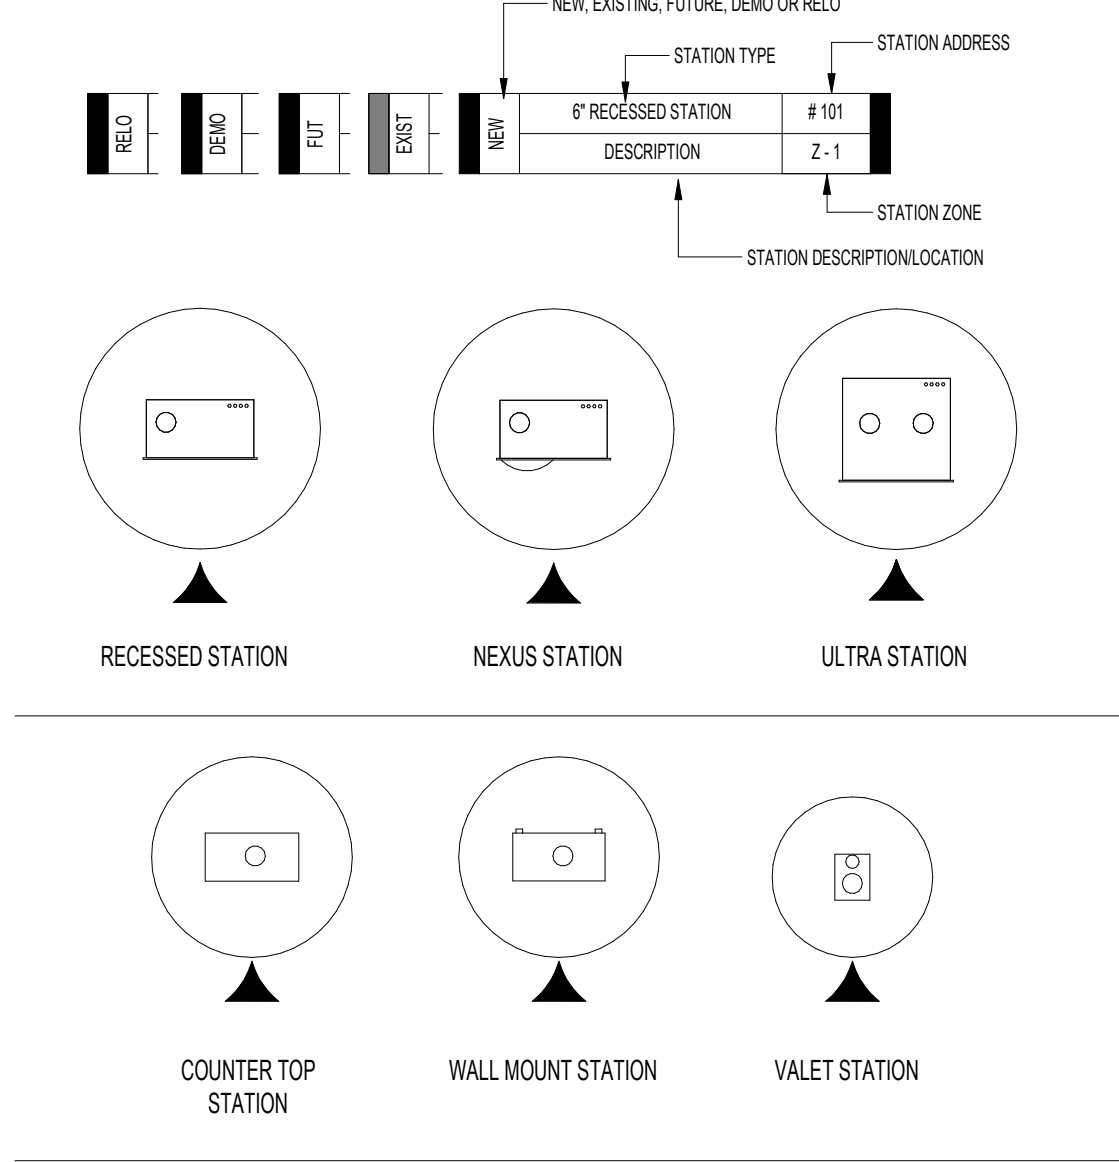 NEW, EXISTING, FUTURE, DEMO OR RELO
STATION TYPE
STATION ADDRESS
RELO
DEMO
FUT
EXIST
NEW
6" RECESSED STATION
# 101
DESCRIPTION
Z - 1
STATION ZONE
STATION DESCRIPTION/LOCATION
RECESSED STATION
NEXUS STATION
ULTRA STATION
COUNTER TOP
STATION
WALL MOUNT STATION
VALET STATION